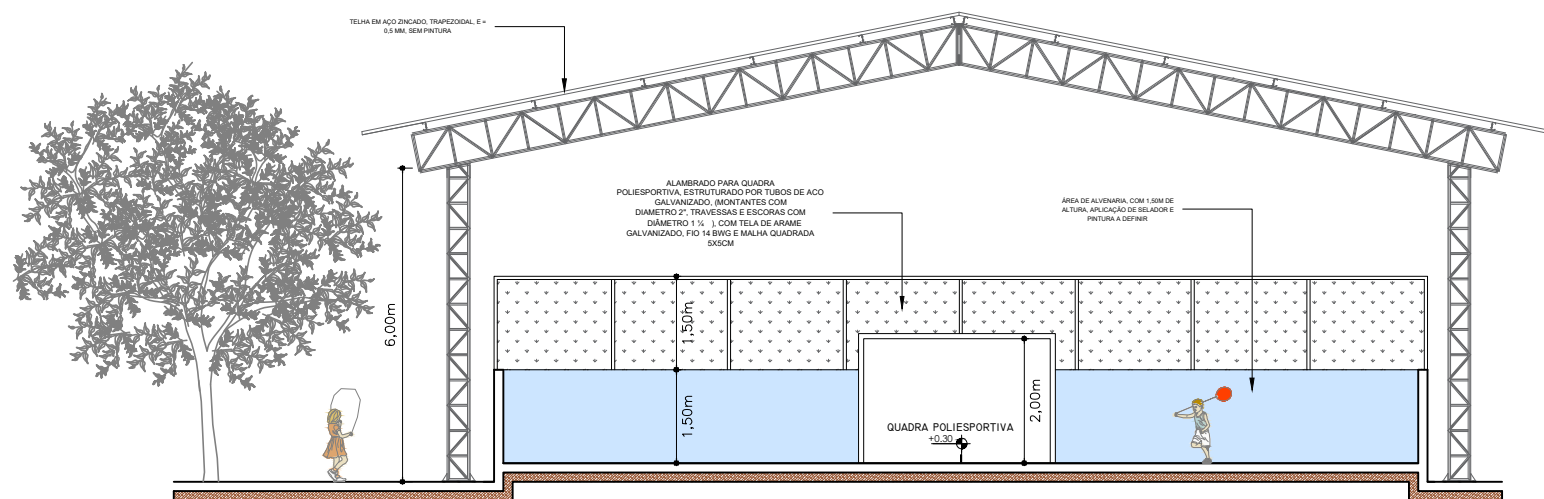 TELHA EM AÇO ZINCADO, TRAPEZOIDAL, E =
0,5 MM, SEM PINTURA
ALAMBRADO PARA QUADRA
POLIESPORTIVA, ESTRUTURADO POR TUBOS DE ACO
GALVANIZADO, (MONTANTES COM
DIAMETRO 2", TRAVESSAS E ESCORAS COM
DIÂMETRO 1 ¼ ), COM TELA DE ARAME
GALVANIZADO, FIO 14 BWG E MALHA QUADRADA
5X5CM
ÁREA DE ALVENARIA, COM 1,50M DE
ALTURA, APLICAÇÃO DE SELADOR E
PINTURA A DEFINIR
6,00m
1,50m
1,50m
2,00m
QUADRA POLIESPORTIVA
+0,30